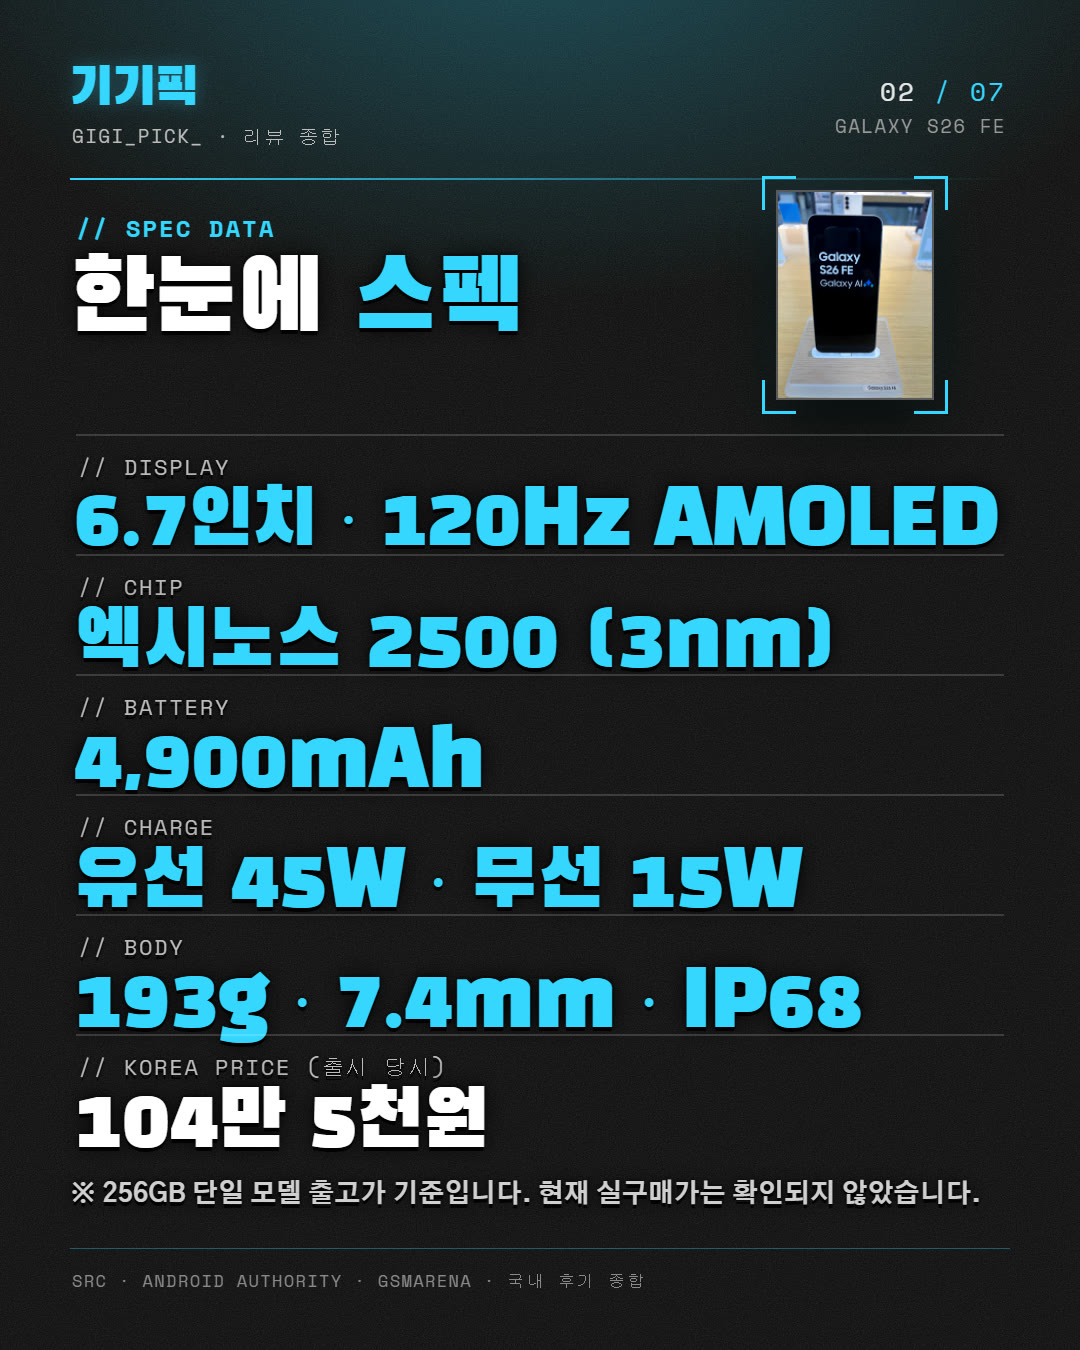 기기픽
GIGI_PICK_ · 리뷰 종합
02 / 07
GALAXY S26 FE
// SPEC DATA
한눈에 스펙
Galaxy
S26 FE
Galaxy AI
// DISPLAY
6.7인치 · 120Hz AMOLED
// CHIP
엑시노스 2500 (3nm)
// BATTERY
4,900mAh
// CHARGE
유선 45W · 무선 15W
// BODY
193g · 7.4mm · IP68
// KOREA PRICE (출시 당시)
104만 5천원
※ 256GB 단일 모델 출고가 기준입니다. 현재 실구매가는 확인되지 않았습니다.
SRC · ANDROID AUTHORITY · GSMARENA · 국내 후기 종합